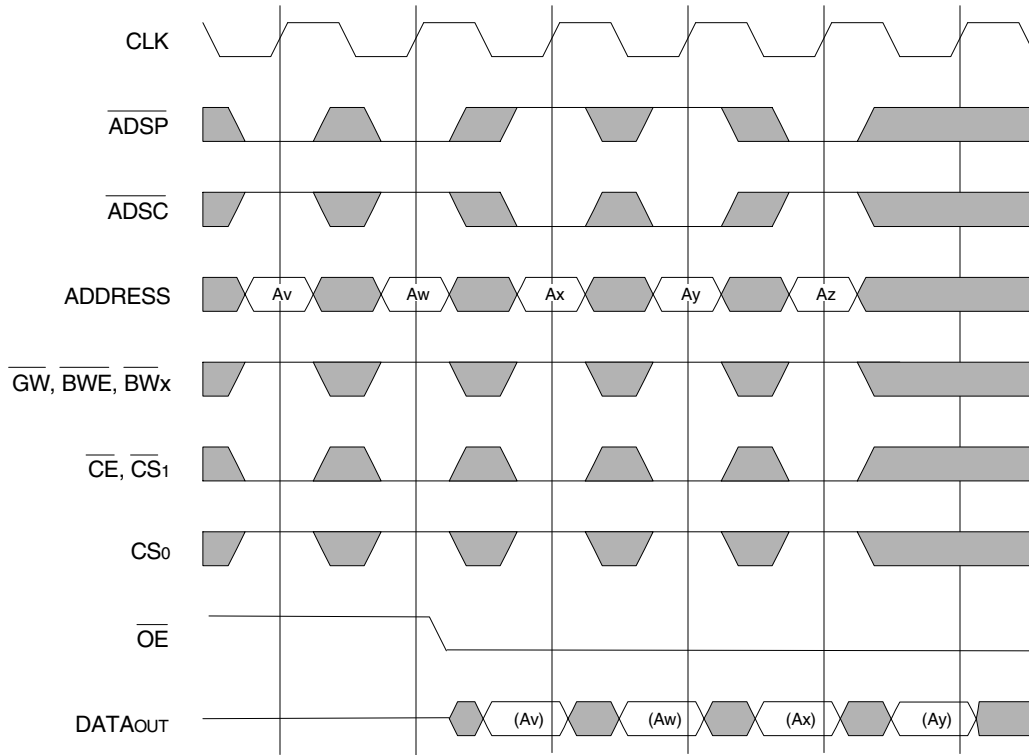 CLK
ADSP
ADSC
ADDRESS Av Aw Ax Ay Az
GW, BWE, BWx
CE, CS1
CS0
OE
DATAOUT (Av) (Aw) (Ax) (Ay)